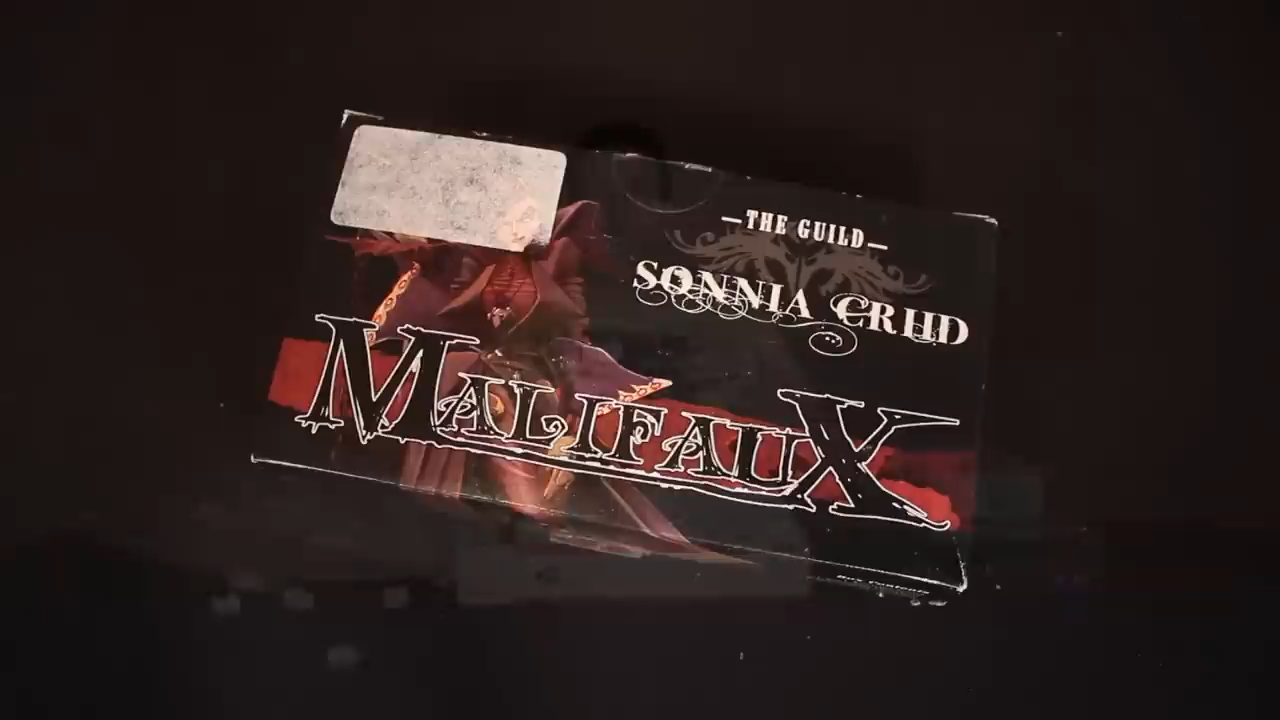 —THE GUILD—
SONNIA CRIID
MALIFAUX